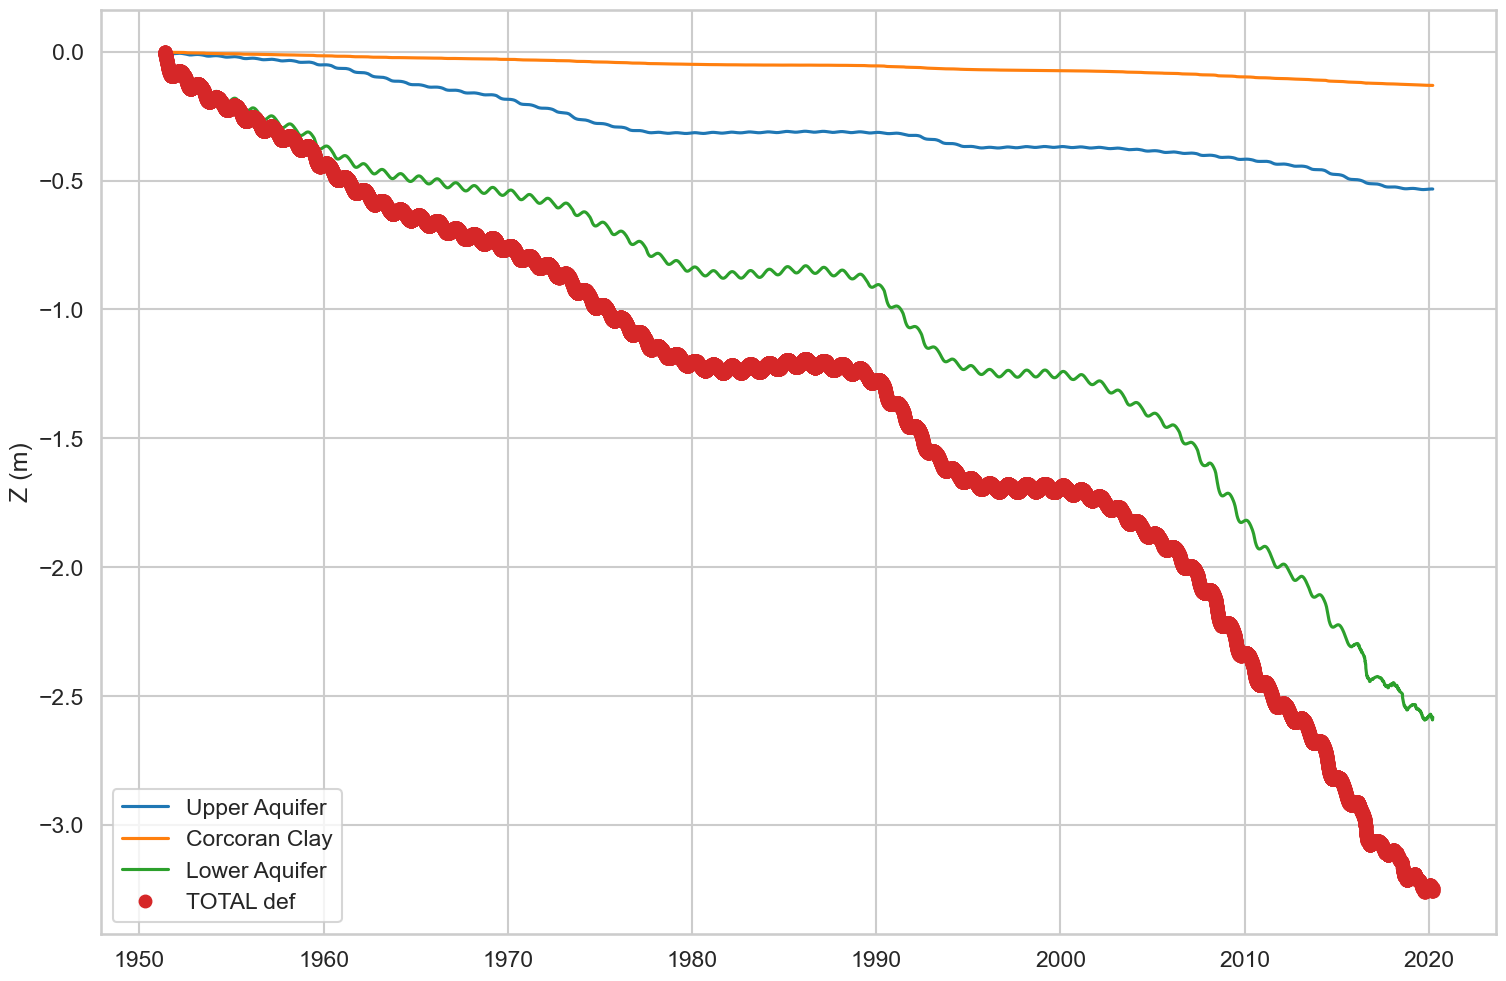 0.0
−0.5
−1.0
−1.5
−2.0
−2.5
−3.0
Z (m)
Upper Aquifer
Corcoran Clay
Lower Aquifer
TOTAL def
1950 1960 1970 1980 1990 2000 2010 2020